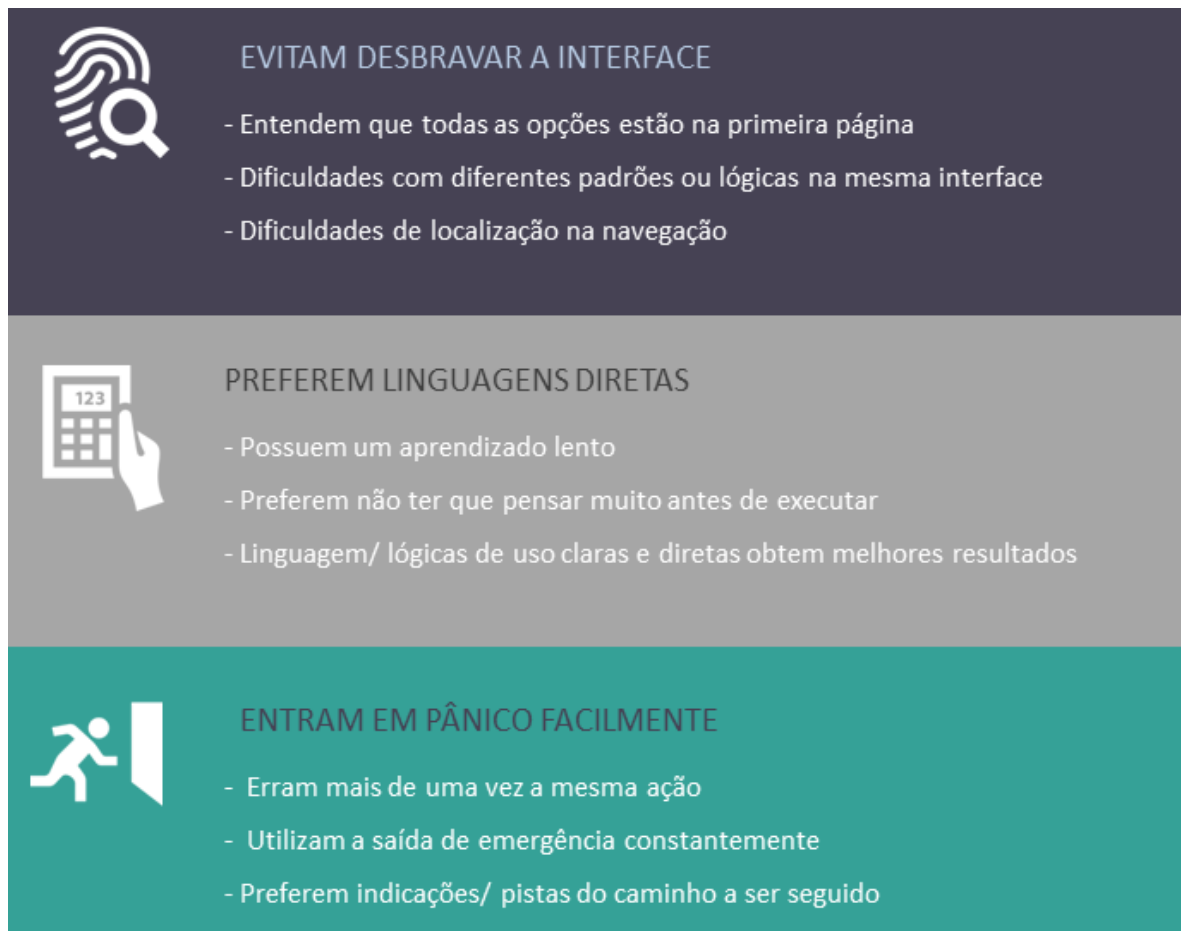 EVITAM DESBRAVAR A INTERFACE
- Entendem que todas as opções estão na primeira página
- Dificuldades com diferentes padrões ou lógicas na mesma interface
- Dificuldades de localização na navegação
123
PREFEREM LINGUAGENS DIRETAS
- Possuem um aprendizado lento
- Preferem não ter que pensar muito antes de executar
- Linguagem/ lógicas de uso claras e diretas obtem melhores resultados
ENTRAM EM PÂNICO FACILMENTE
- Erram mais de uma vez a mesma ação
- Utilizam a saída de emergência constantemente
- Preferem indicações/ pistas do caminho a ser seguido